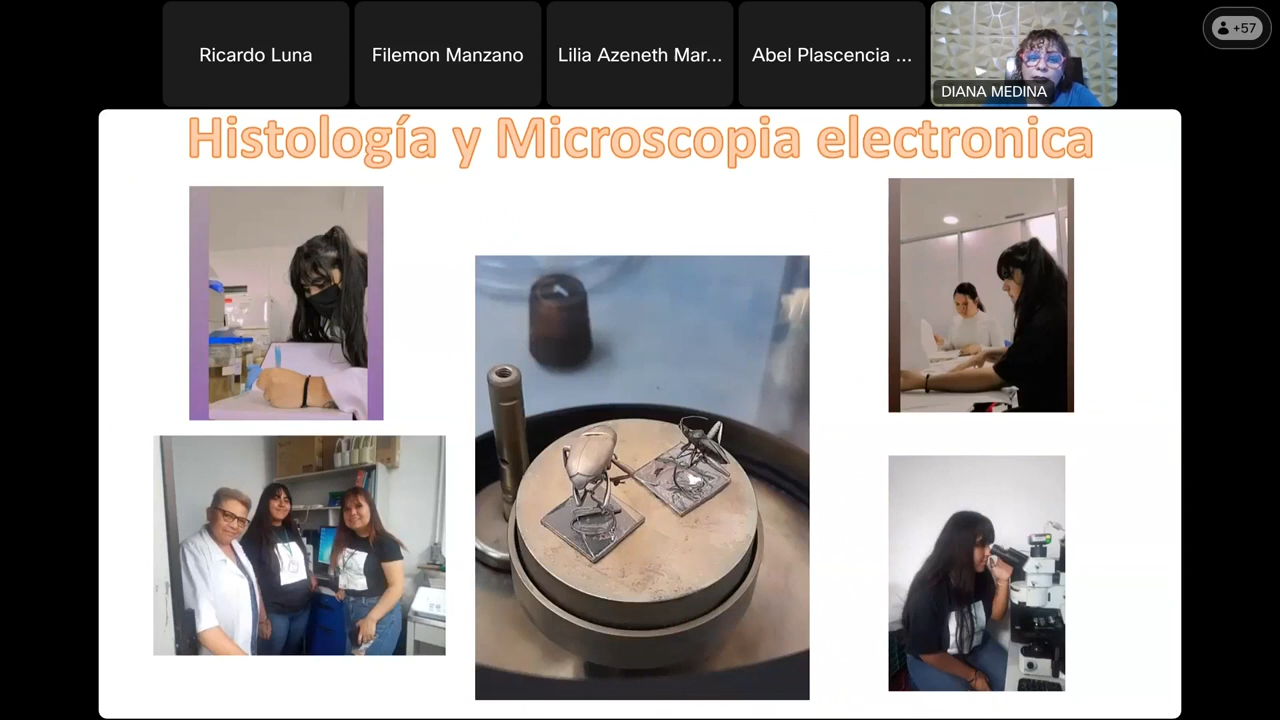 Ricardo Luna
Filemon Manzano
Lilia Azeneth Mar...
Abel Plascencia ...
DIANA MEDINA
+57
Histología y Microscopia electronica